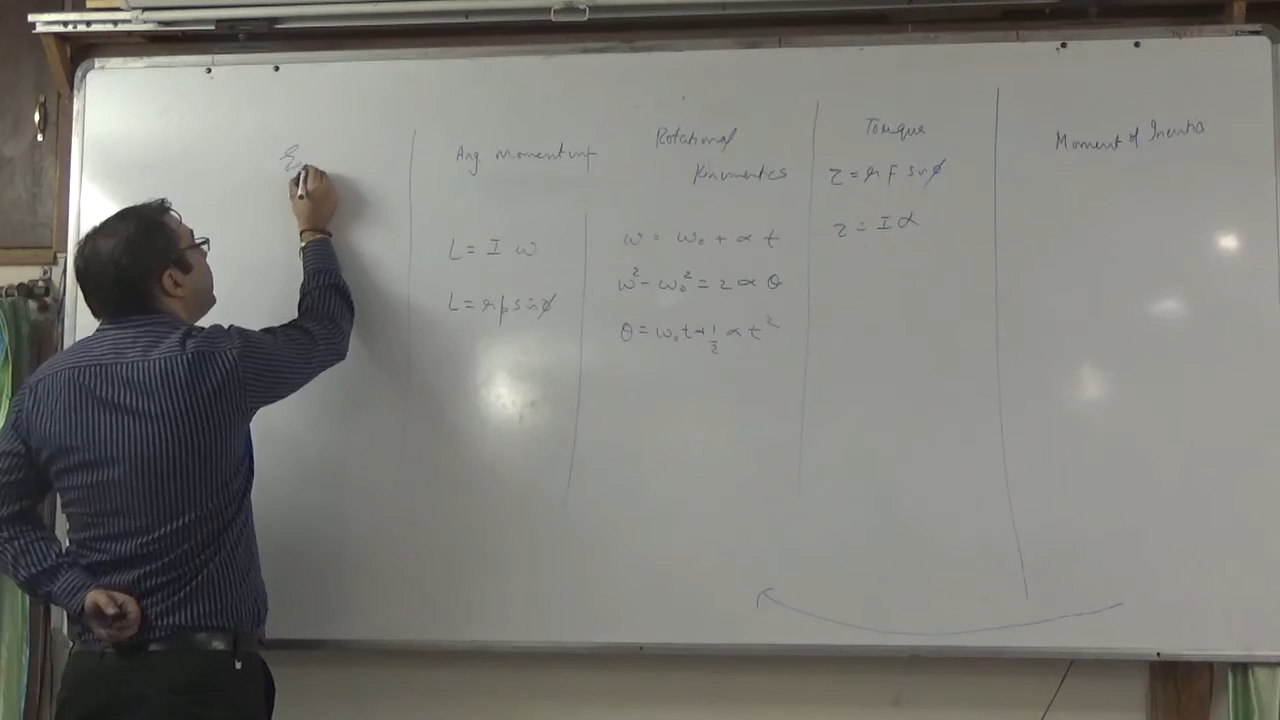 Ang momentum
L = I ω
L = r p sin ϕ
Rotational
Kinematics
ω = ω₀ + α t
ω² - ω₀² = 2 α θ
θ = ω₀ t + ½ α t²
Torque
τ = r F sin ϕ
τ = I α
Moment of Inertia